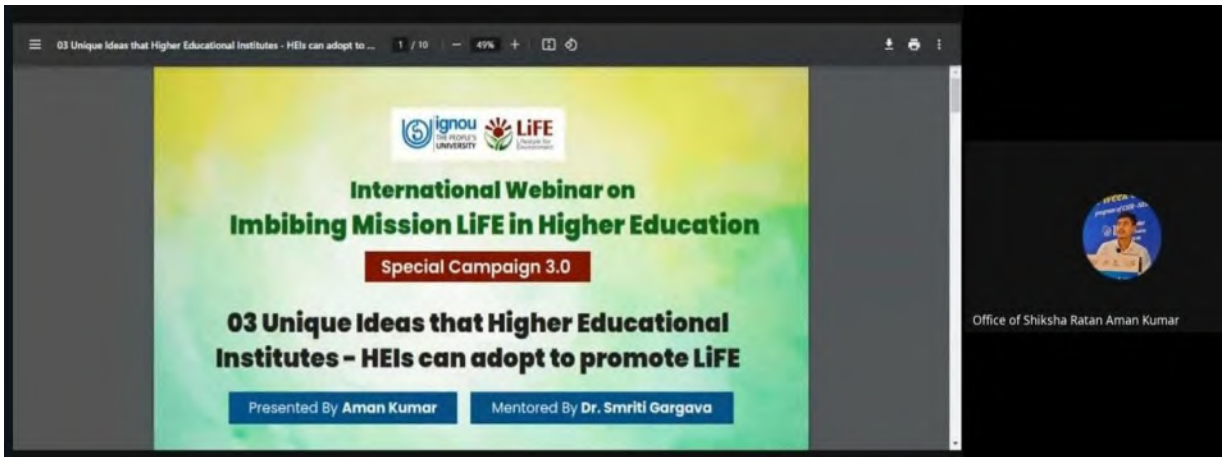 03 Unique Ideas that Higher Educational Institutes - HEIs can adopt to ...
1 / 10
49%
ignou
THE PEOPLE'S
UNIVERSITY
LiFE
Lifestyle for
Environment
International Webinar on
Imbibing Mission LiFE in Higher Education
Special Campaign 3.0
03 Unique Ideas that Higher Educational
Institutes - HEIs can adopt to promote LiFE
Presented By Aman Kumar
Mentored By Dr. Smriti Gargava
Office of Shiksha Ratan Aman Kumar